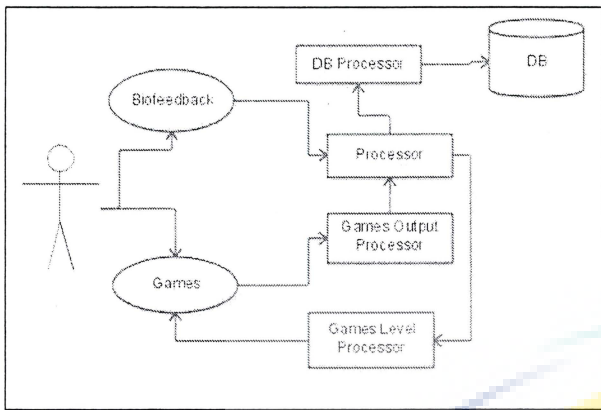 DB Processor
DB
Biofeedback
Processor
Games Output
Processor
Games
Games Level
Processor